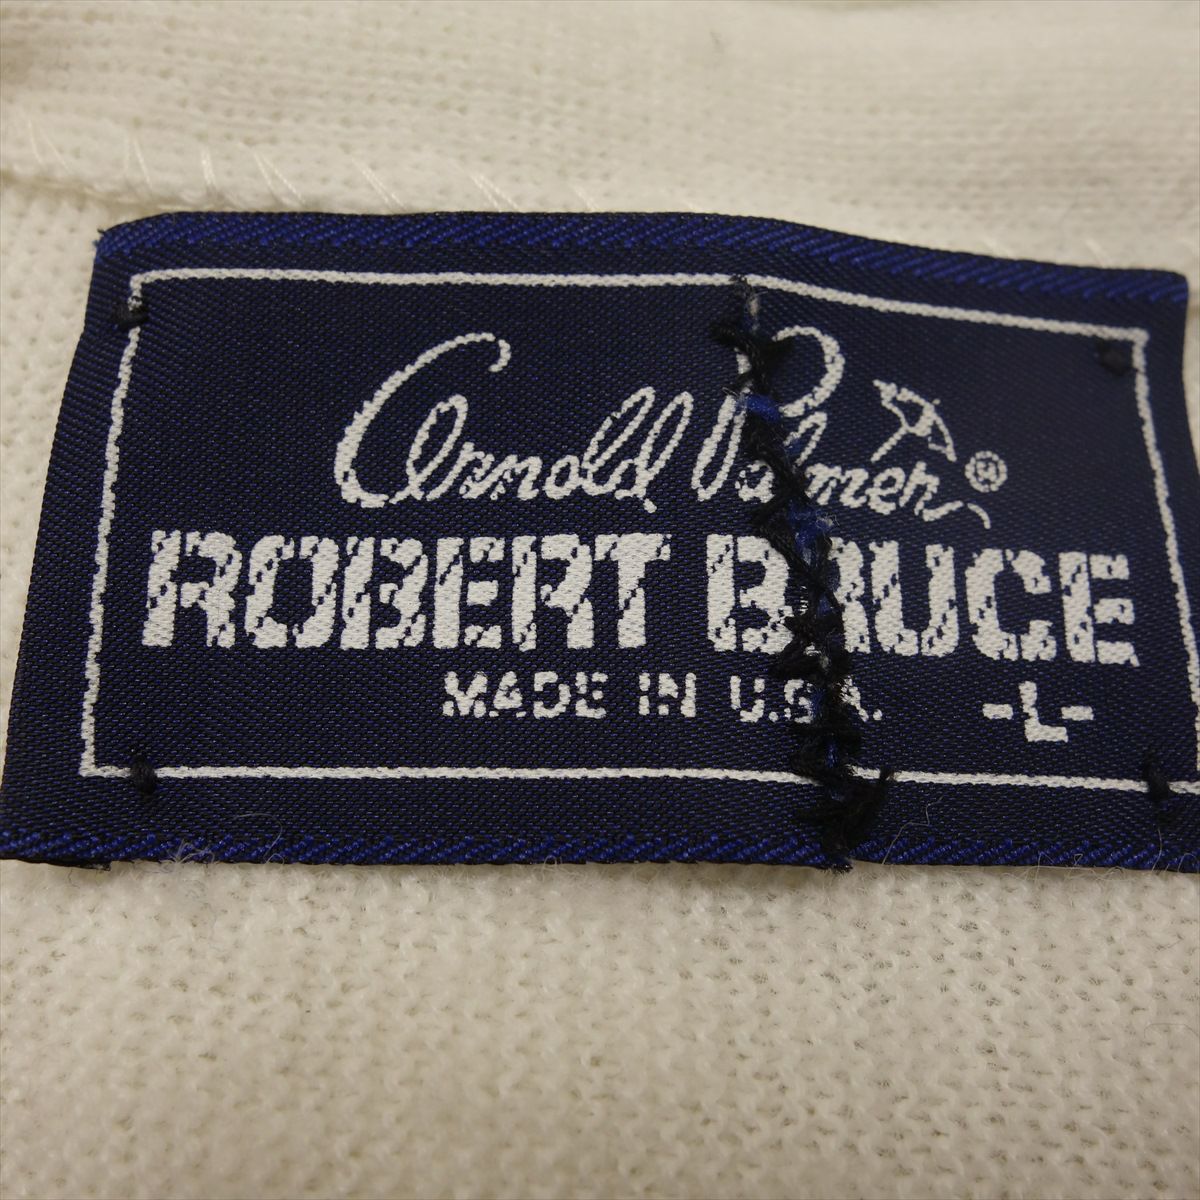 Arnold Palmer ®
ROBERT BRUCE
MADE IN U.S.A. -L-